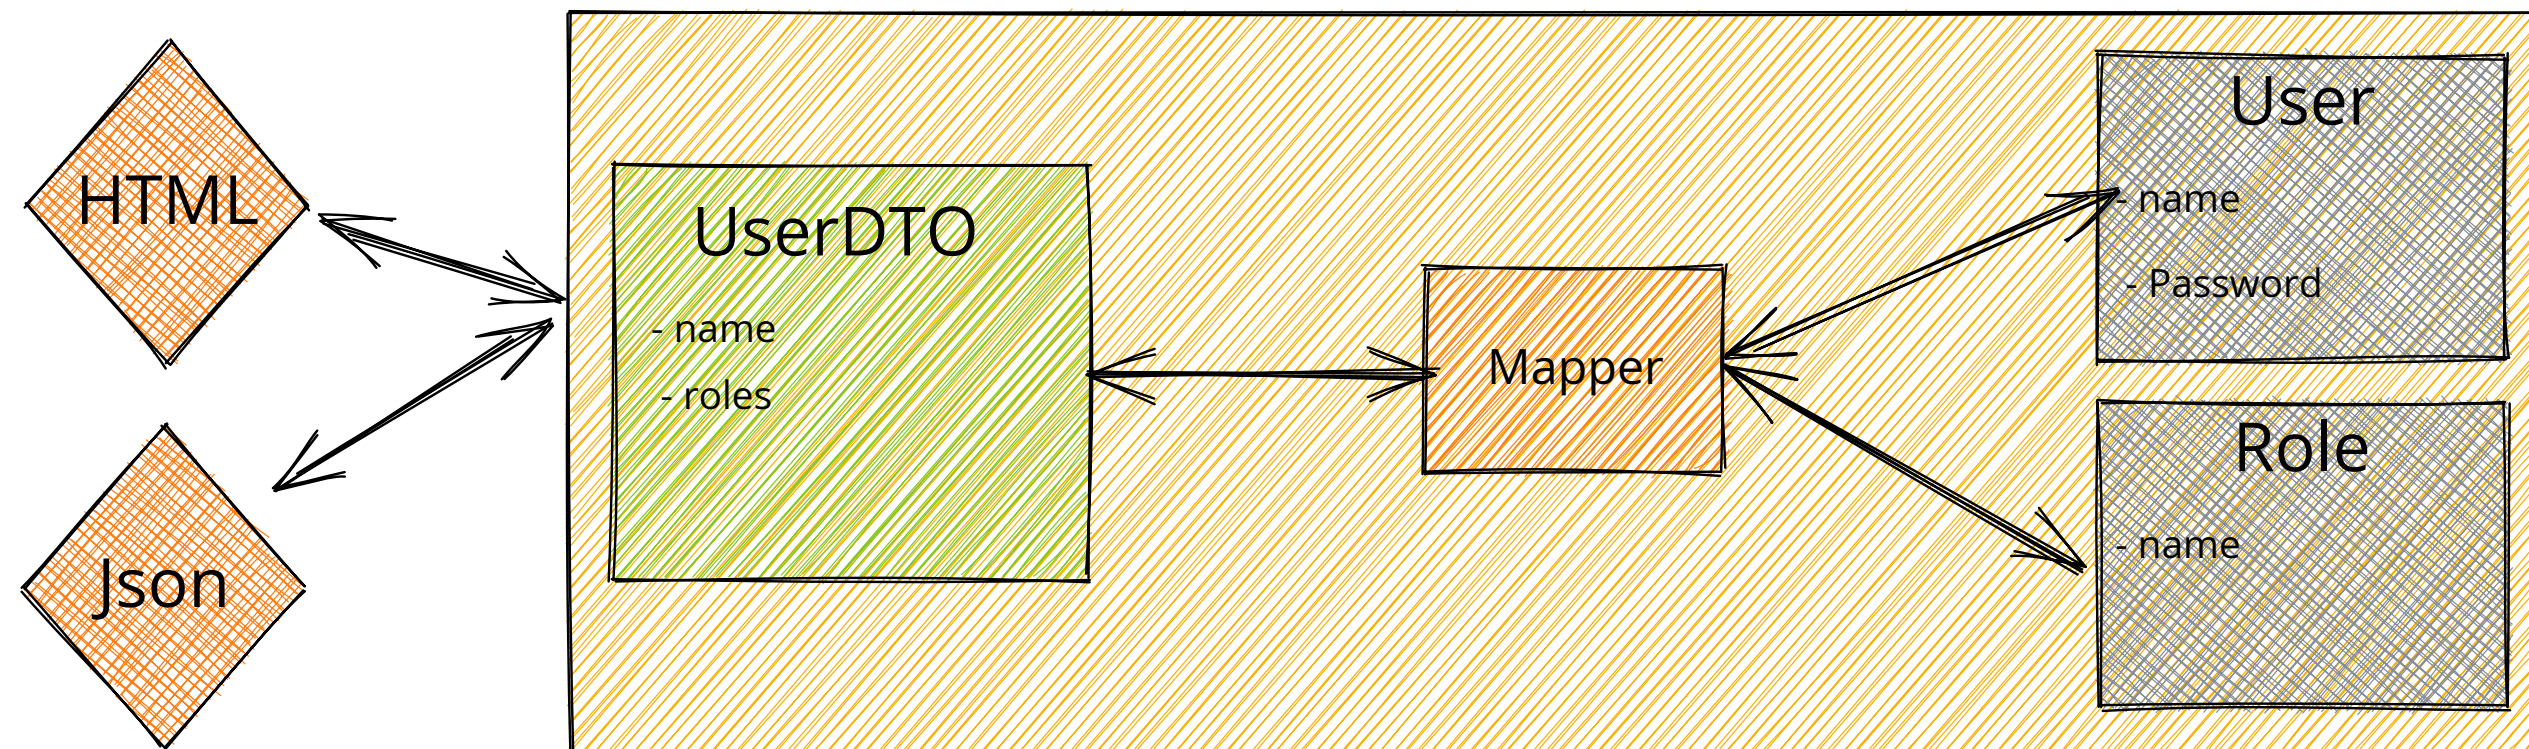 HTML
Json
UserDTO
- name
- roles
Mapper
User
- name
- Password
Role
- name